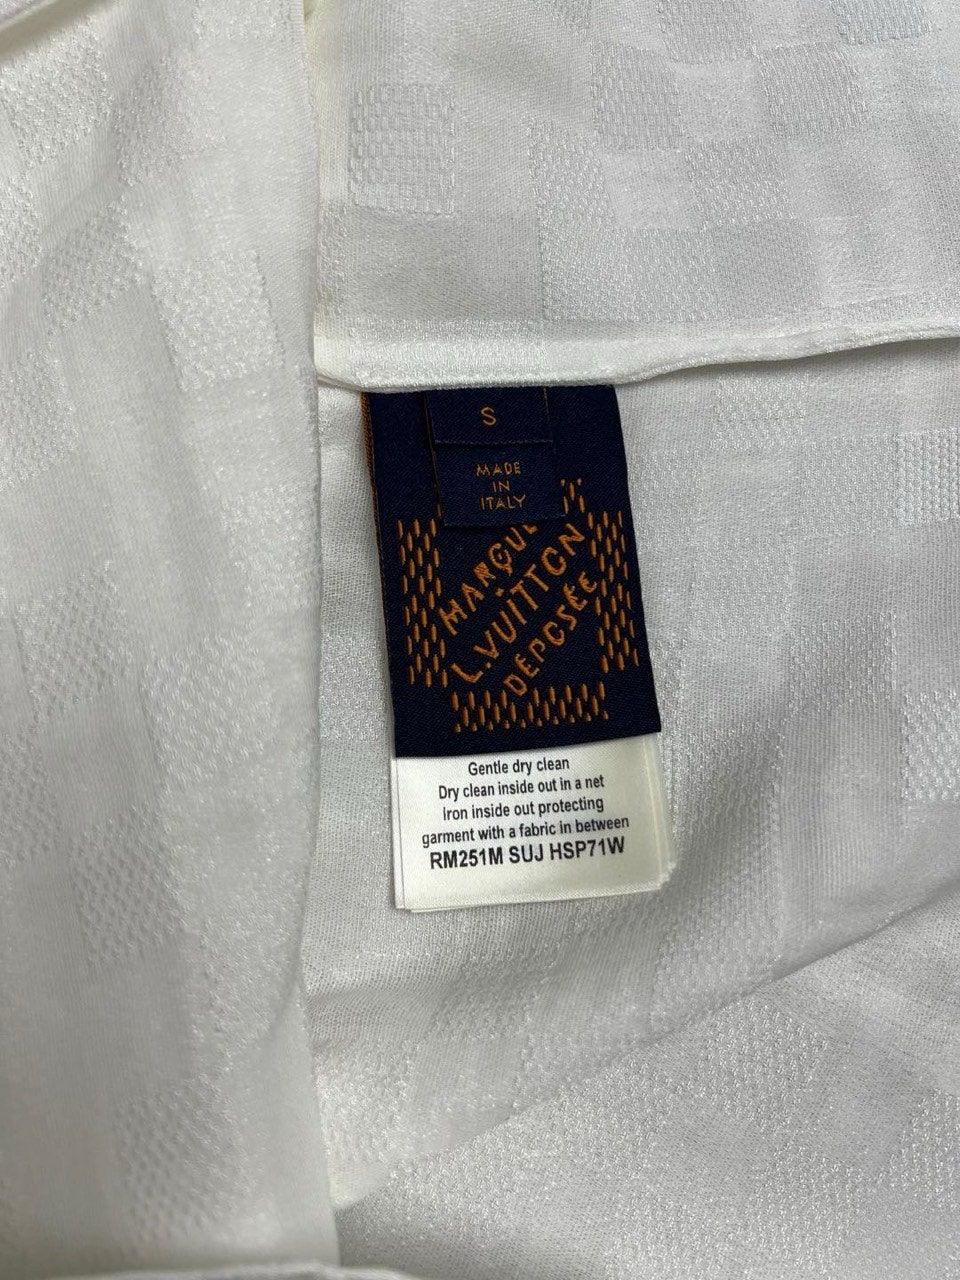 S
MADE
IN
ITALY
L.VUITTON
DÉPOSÉE
Gentle dry clean
Dry clean inside out in a net
iron inside out protecting
garment with a fabric in between
RM251M SUJ HSP71W